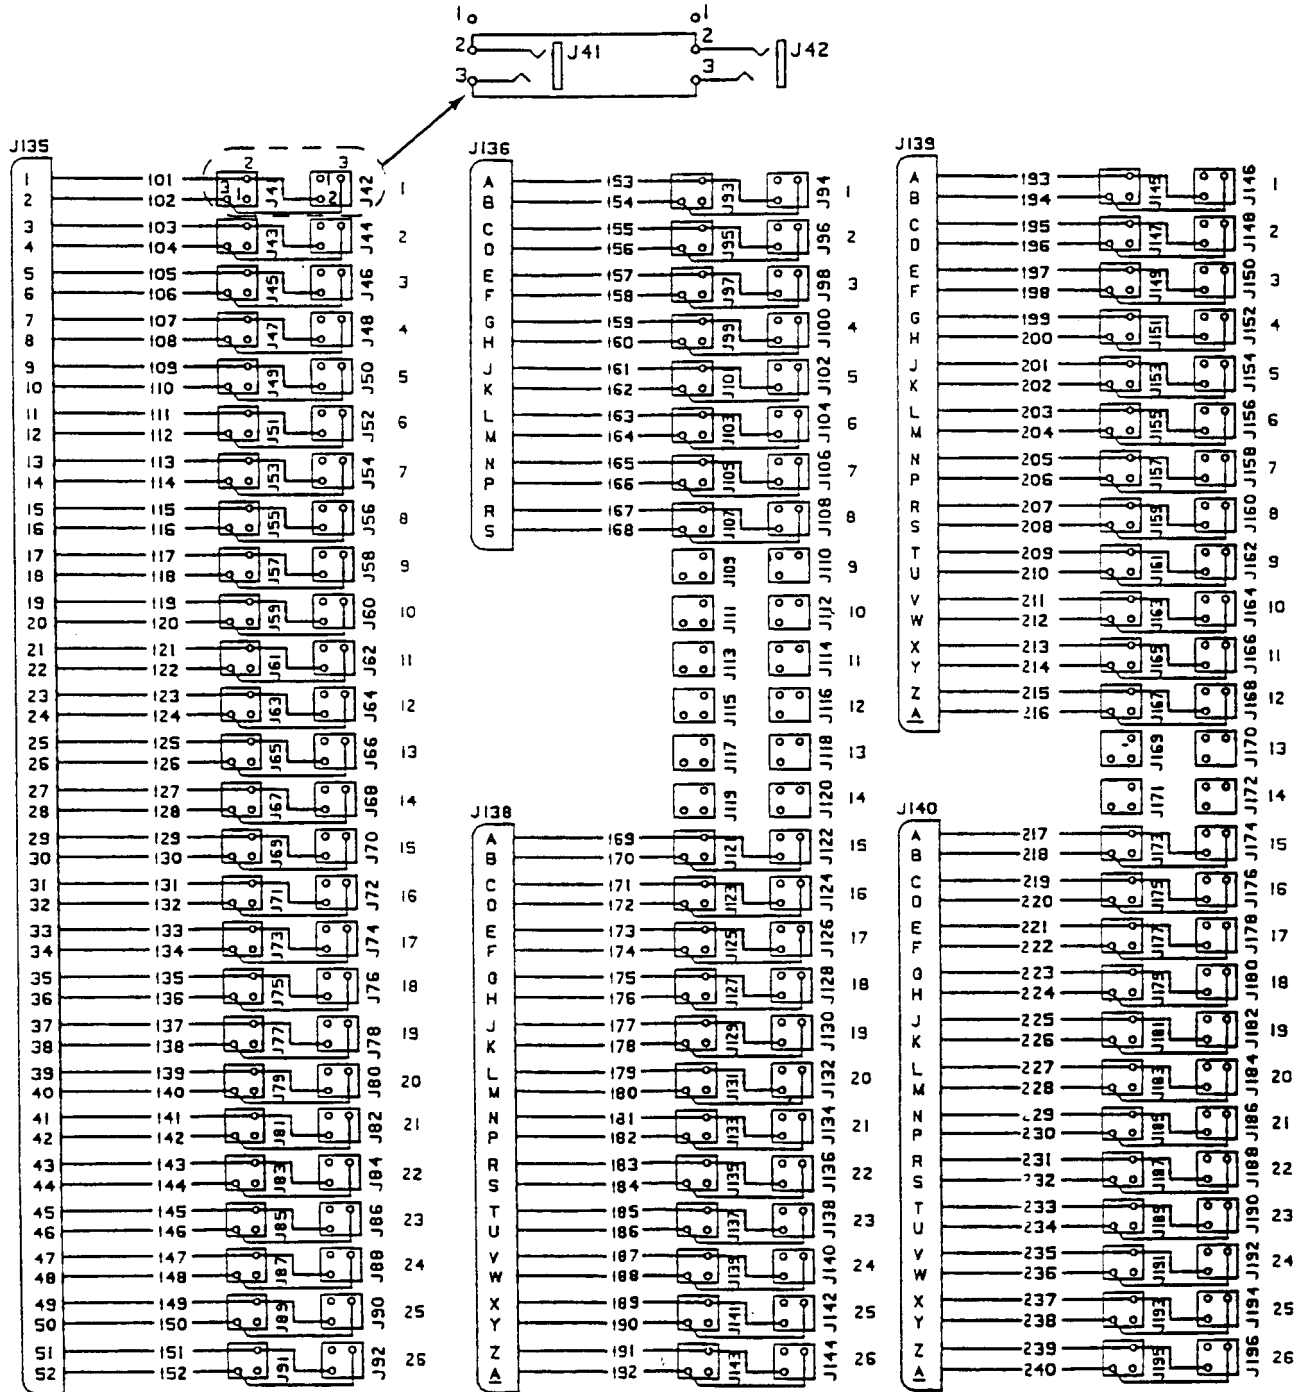 1 1
2 J41 2 J42
3 3
J135
2 3
1 101 3 1 J41 1 2 J42 1
2 102
3 103 J43 J44 2
4 104
5 105 J45 J46 3
6 106
7 107 J47 J48 4
8 108
9 109 J49 J50 5
10 110
11 111 J51 J52 6
12 112
13 113 J53 J54 7
14 114
15 115 J55 J56 8
16 116
17 117 J57 J58 9
18 118
19 119 J59 J60 10
20 120
21 121 J61 J62 11
22 122
23 123 J63 J64 12
24 124
25 125 J65 J66 13
26 126
27 127 J67 J68 14
28 128
29 129 J69 J70 15
30 130
31 131 J71 J72 16
32 132
33 133 J73 J74 17
34 134
35 135 J75 J76 18
36 136
37 137 J77 J78 19
38 138
39 139 J79 J80 20
40 140
41 141 J81 J82 21
42 142
43 143 J83 J84 22
44 144
45 145 J85 J86 23
46 146
47 147 J87 J88 24
48 148
49 149 J89 J90 25
50 150
51 151 J91 J92 26
52 152
J136
A 153 J93 J94 1
B 154
C 155 J95 J96 2
D 156
E 157 J97 J98 3
F 158
G 159 J99 J100 4
H 160
J 161 J101 J102 5
K 162
L 163 J103 J104 6
M 164
N 165 J105 J106 7
P 166
R 167 J107 J108 8
S 168
J109 J110 9
J111 J112 10
J113 J114 11
J115 J116 12
J117 J118 13
J119 J120 14
J138
A 169 J121 J122 15
B 170
C 171 J123 J124 16
D 172
E 173 J125 J126 17
F 174
G 175 J127 J128 18
H 176
J 177 J129 J130 19
K 178
L 179 J131 J132 20
M 180
N 181 J133 J134 21
P 182
R 183 J135 J136 22
S 184
T 185 J137 J138 23
U 186
V 187 J139 J140 24
W 188
X 189 J141 J142 25
Y 190
Z 191 J143 J144 26
A 192
J139
A 193 J145 J146 1
B 194
C 195 J147 J148 2
D 196
E 197 J149 J150 3
F 198
G 199 J151 J152 4
H 200
J 201 J153 J154 5
K 202
L 203 J155 J156 6
M 204
N 205 J157 J158 7
P 206
R 207 J159 J160 8
S 208
T 209 J161 J162 9
U 210
V 211 J163 J164 10
W 212
X 213 J165 J166 11
Y 214
Z 215 J167 J168 12
A 216
J169 J170 13
J171 J172 14
J140
A 217 J173 J174 15
B 218
C 219 J175 J176 16
D 220
E 221 J177 J178 17
F 222
G 223 J179 J180 18
H 224
J 225 J181 J182 19
K 226
L 227 J183 J184 20
M 228
N 229 J185 J186 21
P 230
R 231 J187 J188 22
S 232
T 233 J189 J190 23
U 234
V 235 J191 J192 24
W 236
X 237 J193 J194 25
Y 238
Z 239 J195 J196 26
A 240